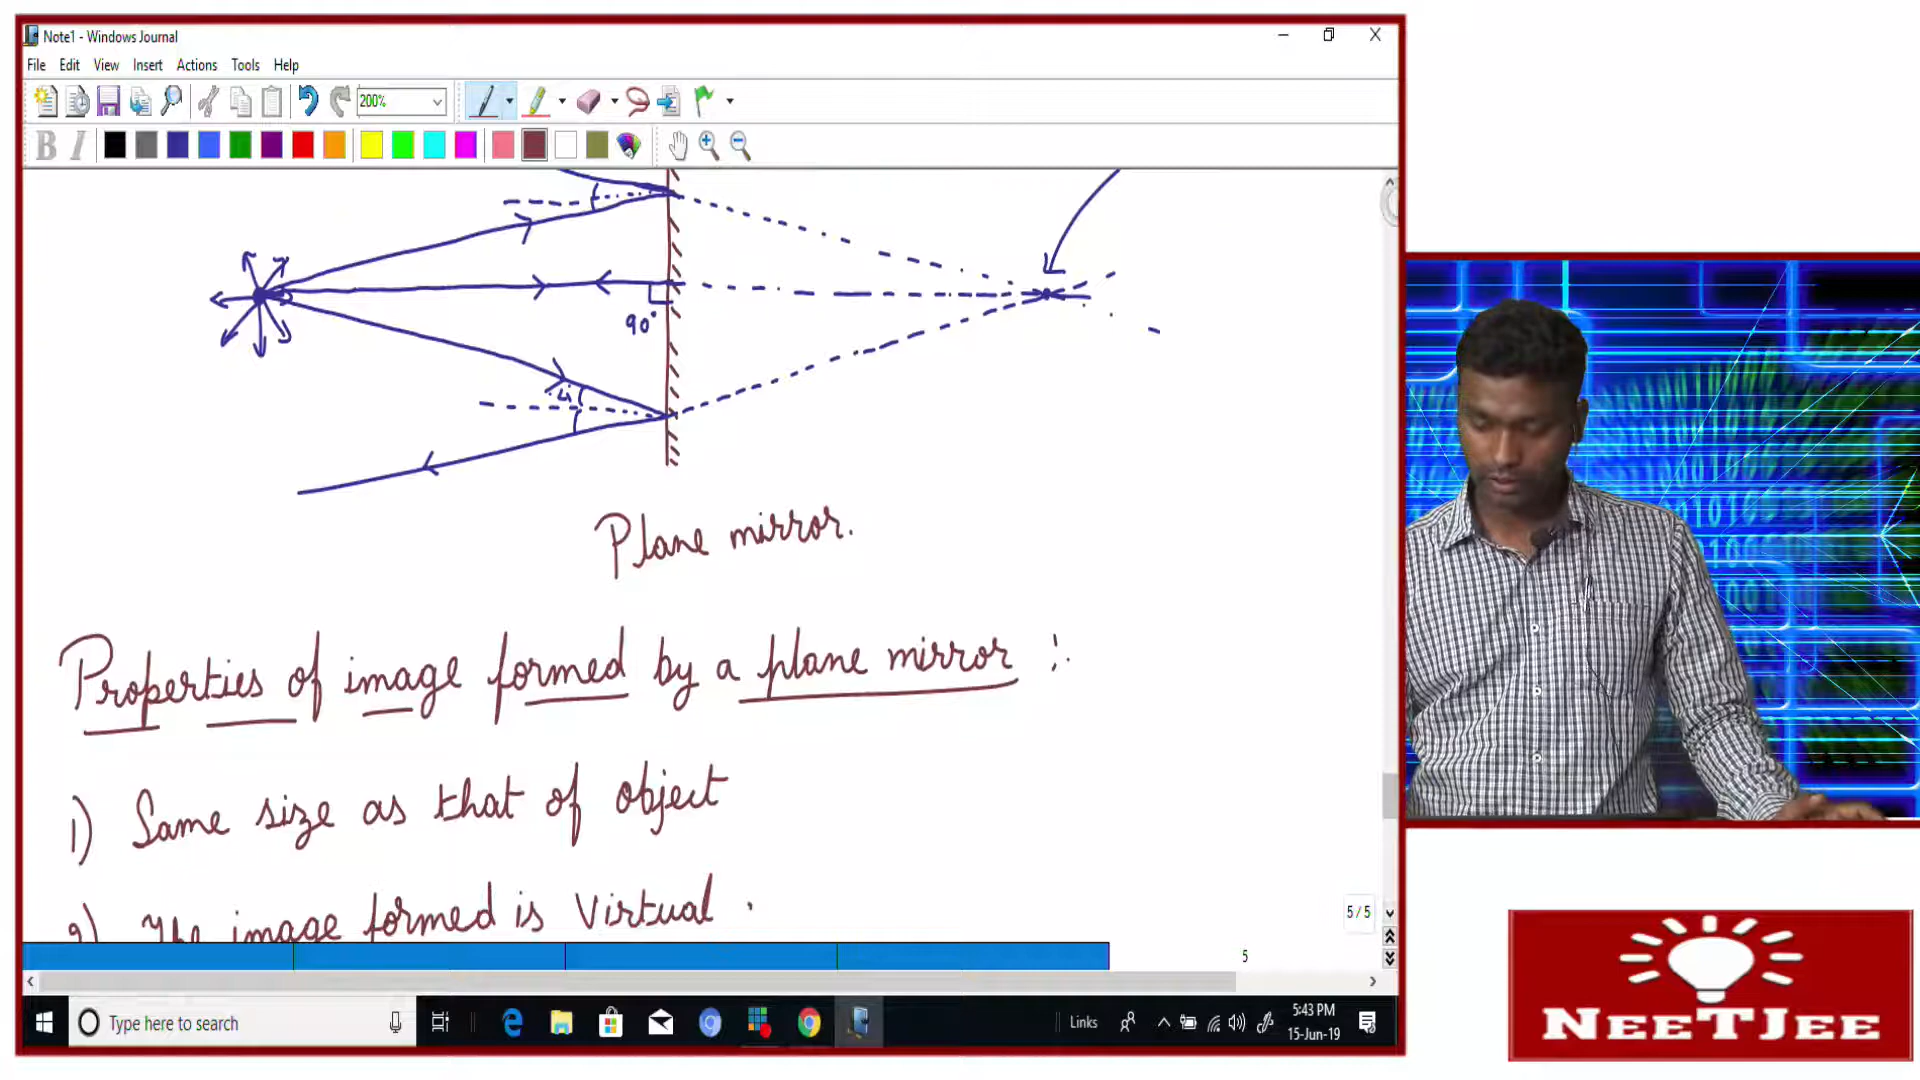 Note1 - Windows Journal
File Edit View Insert Actions Tools Help
200%
B I
90°
Plane mirror.
Properties of image formed by a plane mirror :
1) Same size as that of object
2) The image formed is Virtual .
5 / 5
5
Type here to search
Links
5:43 PM
15-Jun-19
NEETJEE